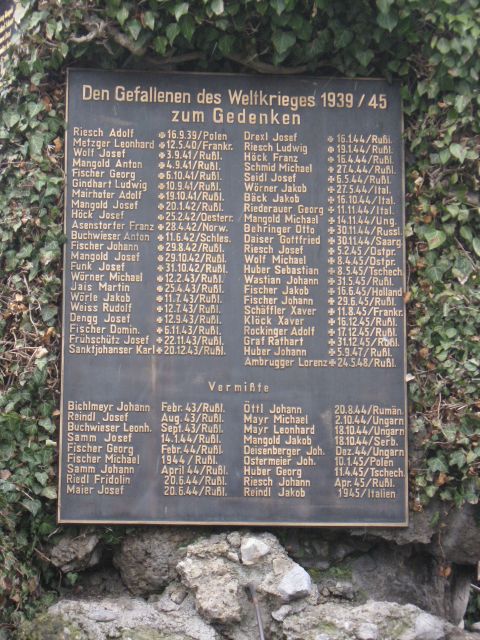 Den Gefallenen des Weltkrieges 1939/45
zum Gedenken
Riesch Adolf +16.9.39/Polen
Metzger Leonhard +12.5.40/Frankr.
Wolf Josef +3.9.41/Rußl.
Mangold Anton +4.9.41/Rußl.
Fischer Georg +6.10.41/Rußl.
Gindhart Ludwig +10.9.41/Rußl.
Mairhofer Adolf +19.10.41/Rußl.
Mangold Josef +20.1.42/Rußl.
Höck Josef +25.2.42/Oesterr.
Asenstorfer Franz +28.4.42/Norw.
Buchwieser Anton +11.6.42/Schles.
Fischer Johann +29.8.42/Rußl.
Mangold Josef +29.10.42/Rußl.
Funk Josef +31.10.42/Rußl.
Wörner Michael +12.2.43/Rußl.
Jais Martin +25.4.43/Rußl.
Wörle Jakob +11.7.43/Rußl.
Weiss Rudolf +12.7.43/Rußl.
Dengg Josef +12.9.43/Rußl.
Fischer Domin. +6.11.43/Rußl.
Frühschütz Josef +22.11.43/Rußl.
Sanktjohanser Karl +20.12.43/Rußl.
Drexl Josef +16.1.44/Rußl.
Riesch Ludwig +19.1.44/Rußl.
Höck Franz +16.4.44/Rußl.
Schmid Michael +27.4.44/Rußl.
Seidl Josef +6.5.44/Rußl.
Wörner Jakob +27.5.44/Ital.
Bäck Jakob +16.10.44/Ital.
Riederauer Georg +11.11.44/Ital.
Mangold Michael +14.11.44/Ung.
Behringer Otto +30.11.44/Russl.
Daiser Gottfried +30.11.44/Saarg.
Riesch Josef +5.2.45/Ostpr.
Wolf Michael +8.4.45/Ostpr.
Huber Sebastian +8.5.45/Tschech.
Wastian Johann +31.5.45/Rußl.
Fischer Jakob +16.6.45/Holland
Fischer Johann +29.6.45/Rußl.
Schäffler Xaver +11.8.45/Frankr.
Klöck Xaver +16.12.45/Rußl.
Rockinger Adolf +17.12.45/Rußl.
Graf Rathart +31.12.45/Rußl.
Huber Johann +5.9.47/Rußl.
Ambrugger Lorenz +24.5.48/Rußl.
Vermißte
Bichlmeyr Johann Febr. 43/Rußl.
Reindl Josef Aug. 43/Rußl.
Buchwieser Leonh. Sept. 43/Rußl.
Samm Josef 14.1.44/Rußl.
Fischer Georg Febr. 44/Rußl.
Fischer Michael 1944/Rußl.
Samm Johann April 44/Rußl.
Riedl Fridolin 20.6.44/Rußl.
Maier Josef 20.6.44/Rußl.
Öttl Johann 20.8.44/Rumän.
Mayr Michael 2.10.44/Ungarn
Mayr Leonhard 18.10.44/Ungarn
Mangold Jakob 18.10.44/Serb.
Deisenberger Joh. Dez. 44/Ungarn
Ostermeier Joh. 10.1.45/Polen
Huber Georg 11.4.45/Tschech.
Riesch Johann Apr. 45/Rußl.
Reindl Jakob 1945/Italien